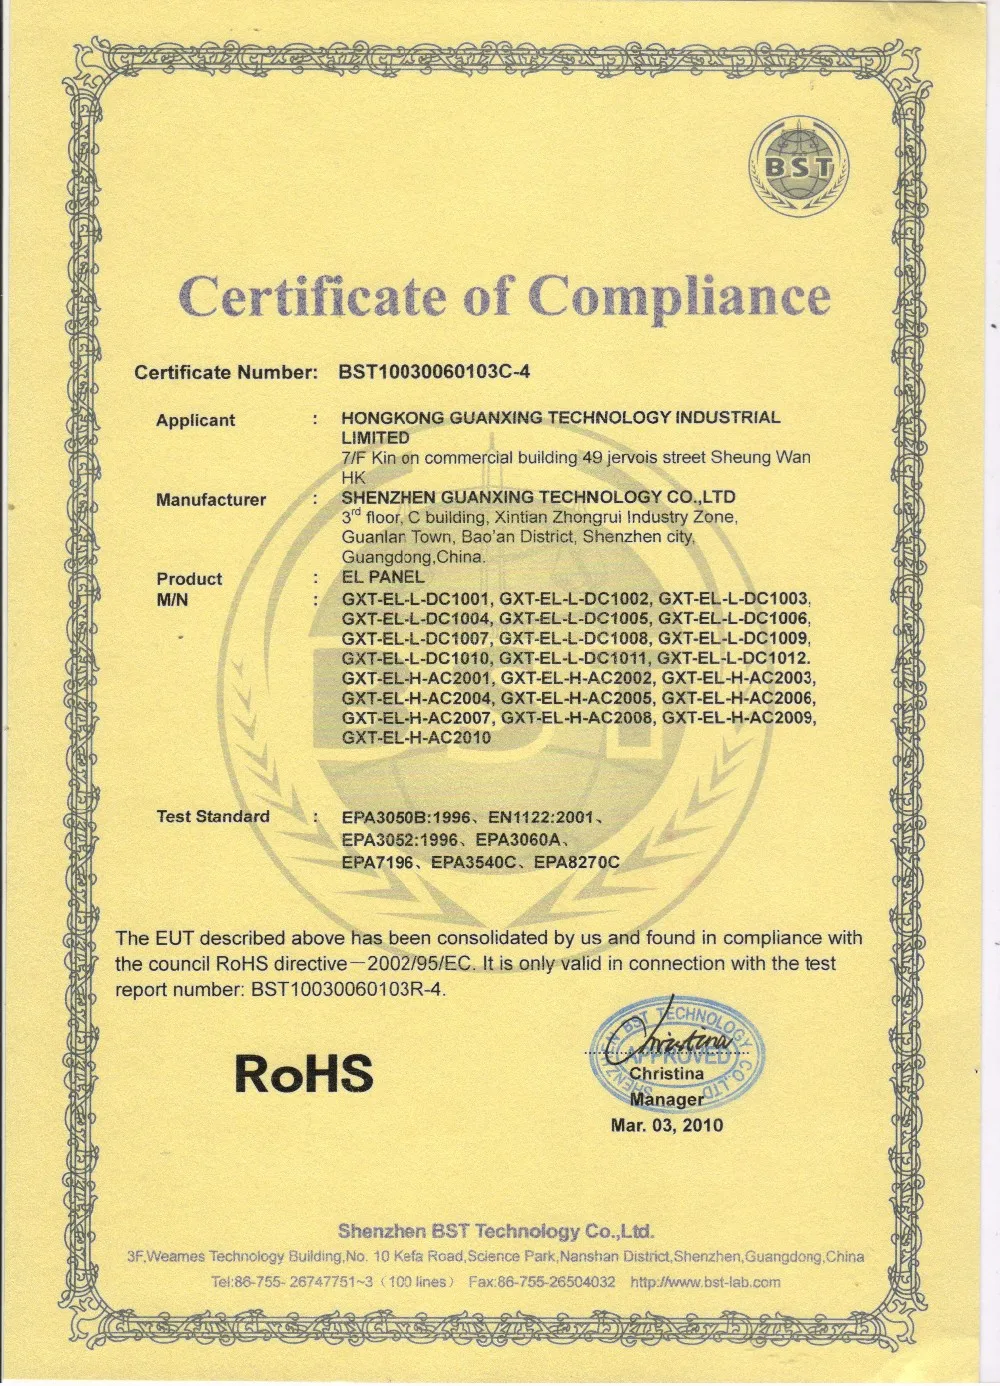 BST
Certificate of Compliance
Certificate Number: BST10030060103C-4
Applicant : HONGKONG GUANXING TECHNOLOGY INDUSTRIAL
LIMITED
7/F Kin on commercial building 49 jervois street Sheung Wan
HK
Manufacturer : SHENZHEN GUANXING TECHNOLOGY CO.,LTD
3rd floor, C building, Xintian Zhongrui Industry Zone,
Guanlan Town, Bao'an District, Shenzhen city,
Guangdong,China.
Product : EL PANEL
M/N : GXT-EL-L-DC1001, GXT-EL-L-DC1002, GXT-EL-L-DC1003,
GXT-EL-L-DC1004, GXT-EL-L-DC1005, GXT-EL-L-DC1006,
GXT-EL-L-DC1007, GXT-EL-L-DC1008, GXT-EL-L-DC1009,
GXT-EL-L-DC1010, GXT-EL-L-DC1011, GXT-EL-L-DC1012.
GXT-EL-H-AC2001, GXT-EL-H-AC2002, GXT-EL-H-AC2003,
GXT-EL-H-AC2004, GXT-EL-H-AC2005, GXT-EL-H-AC2006,
GXT-EL-H-AC2007, GXT-EL-H-AC2008, GXT-EL-H-AC2009,
GXT-EL-H-AC2010
BST
Test Standard : EPA3050B:1996、EN1122:2001、
EPA3052:1996、EPA3060A、
EPA7196、EPA3540C、EPA8270C
The EUT described above has been consolidated by us and found in compliance with
the council RoHS directive－2002/95/EC. It is only valid in connection with the test
report number: BST10030060103R-4.
RoHS
SHENZHEN BST TECHNOLOGY CO.,LTD
Christina
APPROVED
Christina
Manager
Mar. 03, 2010
Shenzhen BST Technology Co.,Ltd.
3F,Weames Technology Building,No. 10 Kefa Road,Science Park,Nanshan District,Shenzhen,Guangdong,China
Tel:86-755- 26747751~3（100 lines） Fax:86-755-26504032 http://www.bst-lab.com